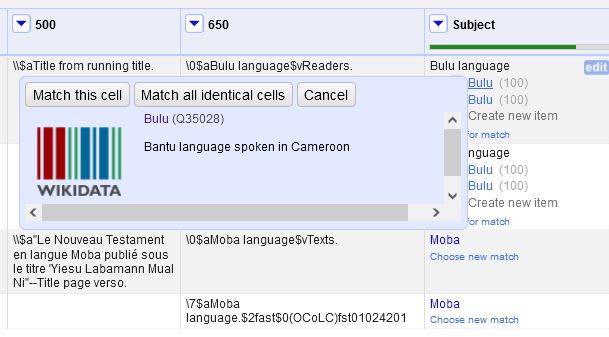 500 650 Subject
\\$aTitle from running title. \0$aBulu language$vReaders. Bulu language
edit
Match this cell Match all identical cells Cancel
Bulu (Q35028)
Bantu language spoken in Cameroon
WIKIDATA
Bulu (100)
Bulu (100)
Create new item
for match
nguage
Bulu (100)
Bulu (100)
Create new item
for match
\\$a"Le Nouveau Testament
en langue Moba publié sous
le titre 'Yiesu Labamann Mual
Ni"--Title page verso.
\0$aMoba language$vTexts.
Moba
Choose new match
\7$aMoba
language.$2fast$0(OCoLC)fst01024201
Moba
Choose new match